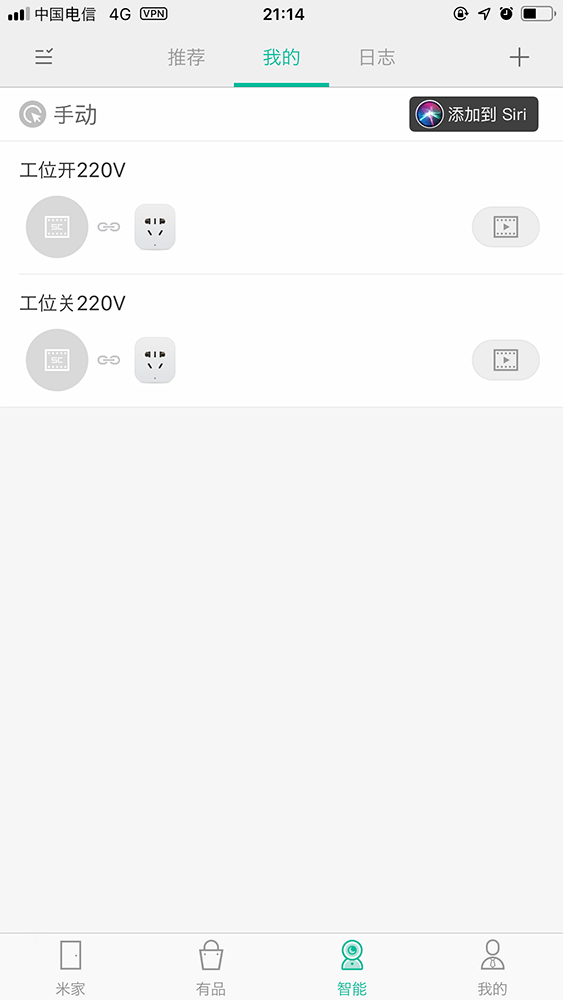 中国电信 4G VPN 21:14
推荐 我的 日志
手动 添加到 Siri
工位开220V
SC
工位关220V
SC
米家 有品 智能 我的